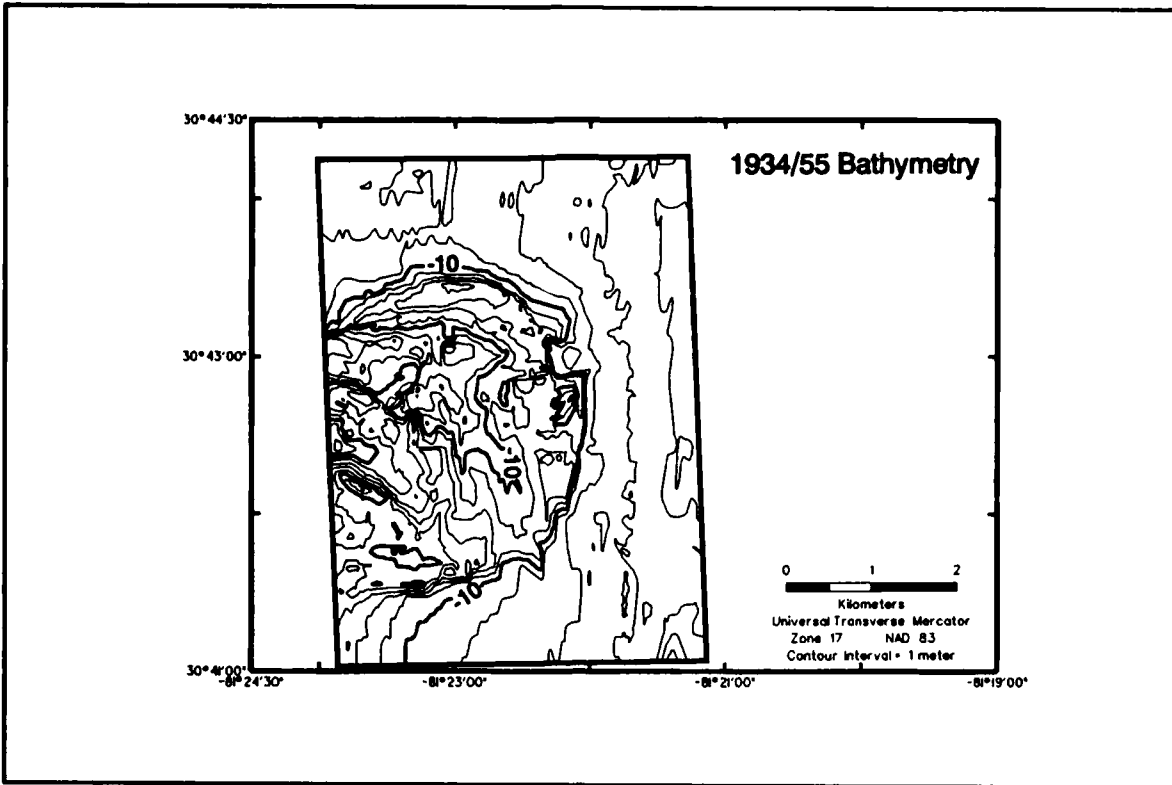 30°44'30"
1934/55 Bathymetry
-10
30°43'00"
-10
-10
0 1 2
Kilometers
Universal Transverse Mercator
Zone 17 NAD 83
Contour Interval = 1 meter
30°41'00"
-81°24'30" -81°23'00" -81°21'00" -81°19'00"